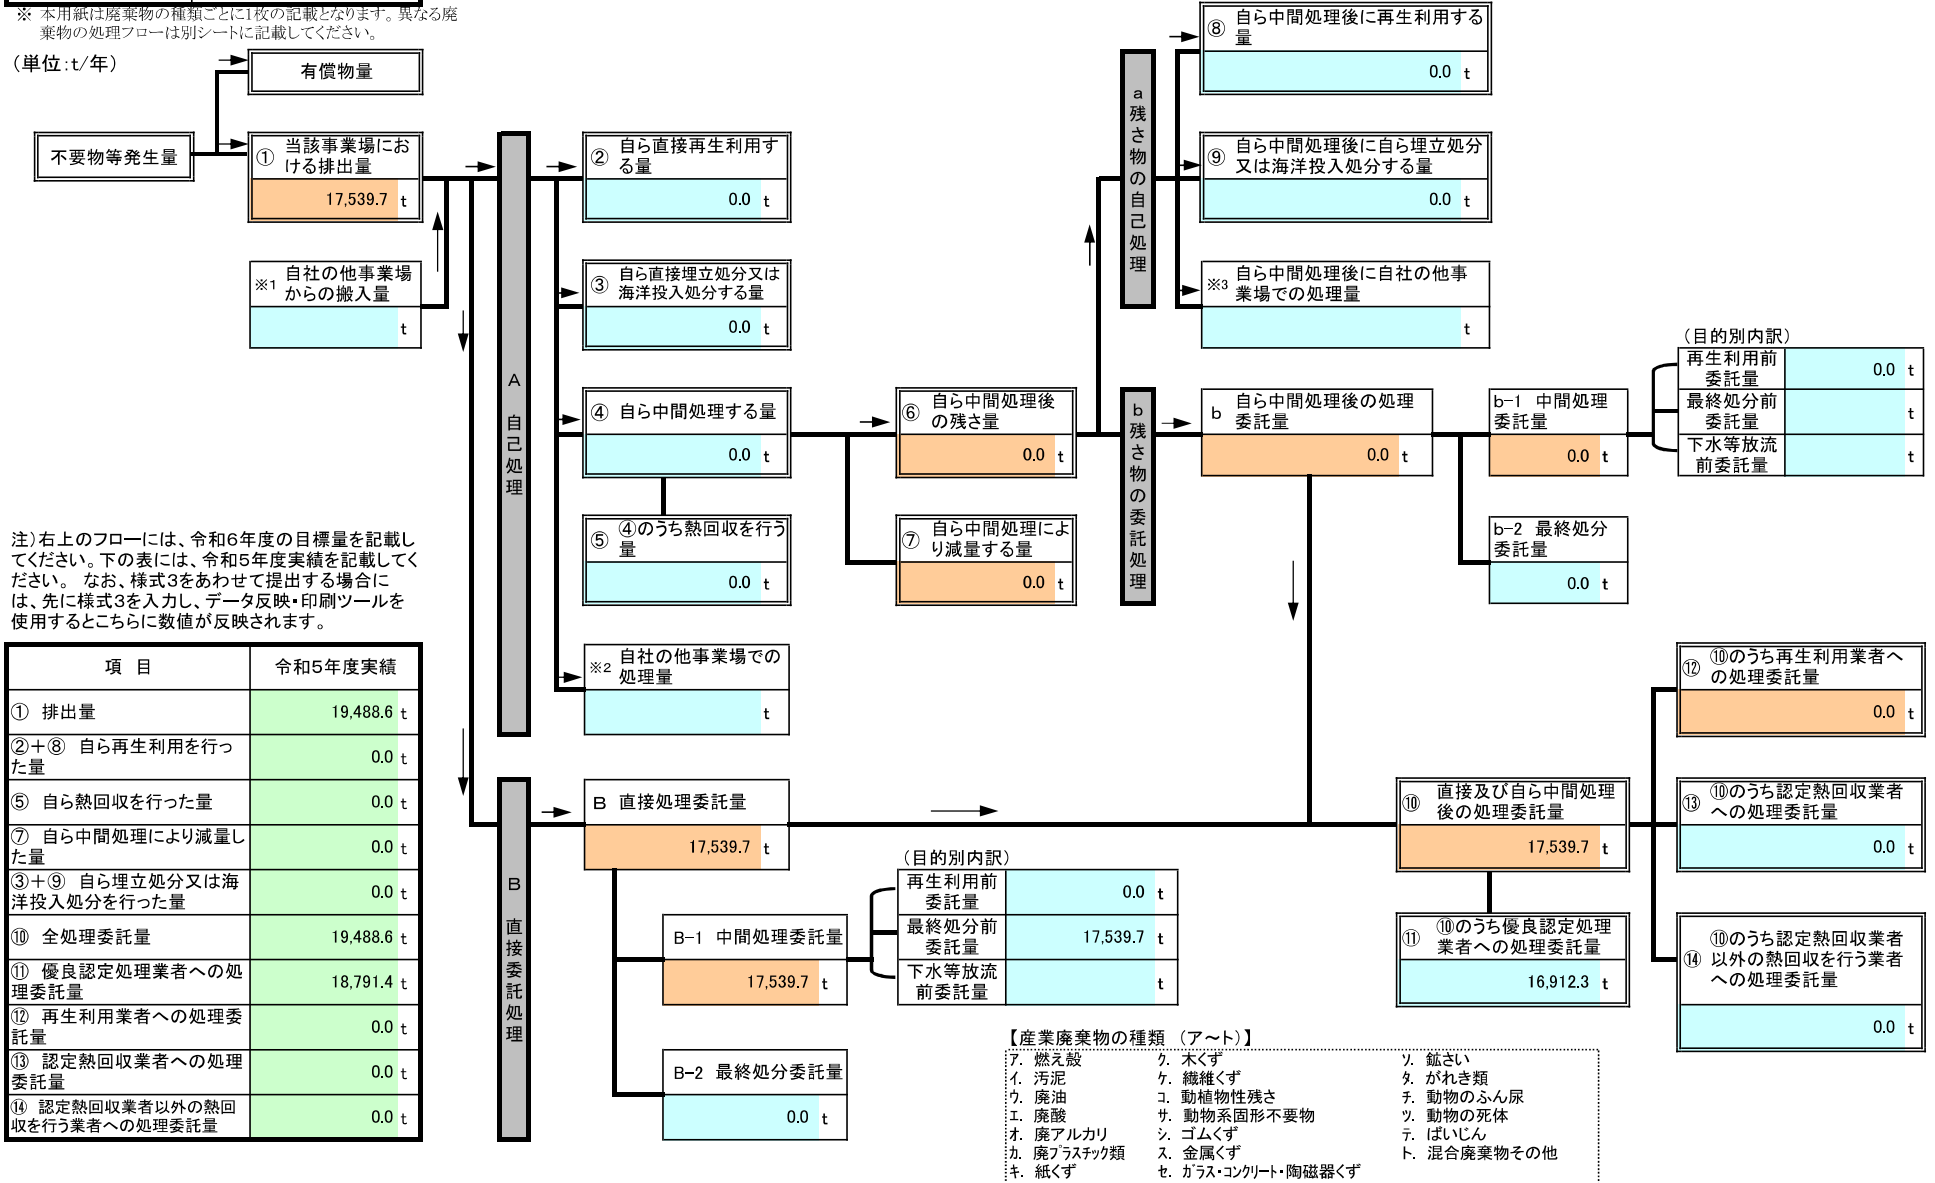 ※ 本用紙は廃棄物の種類ごとに1枚の記載となります。異なる廃
棄物の処理フローは別シートに記載してください。
(単位:t/年)
有償物量
不要物等発生量
① 当該事業場にお
ける排出量
17,539.7 t
※1 自社の他事業場
からの搬入量
t
A 自己処理
② 自ら直接再生利用す
る量
0.0 t
③ 自ら直接埋立処分又は
海洋投入処分する量
0.0 t
④ 自ら中間処理する量
0.0 t
⑤ ④のうち熱回収を行う
量
0.0 t
※2 自社の他事業場での
処理量
t
⑥ 自ら中間処理後
の残さ量
0.0 t
⑦ 自ら中間処理によ
り減量する量
0.0 t
a 残さ物の自己処理
⑧ 自ら中間処理後に再生利用する
量
0.0 t
⑨ 自ら中間処理後に自ら埋立処分
又は海洋投入処分する量
0.0 t
※3 自ら中間処理後に自社の他事
業場での処理量
t
b 残さ物の委託処理
b 自ら中間処理後の処理
委託量
0.0 t
b-1 中間処理
委託量
0.0 t
b-2 最終処分
委託量
0.0 t
(目的別内訳)
再生利用前
委託量
0.0 t
最終処分前
委託量
t
下水等放流
前委託量
t
注)右上のフローには、令和6年度の目標量を記載し
てください。下の表には、令和5年度実績を記載してく
ださい。 なお、様式3をあわせて提出する場合に
は、先に様式3を入力し、データ反映・印刷ツールを
使用するとこちらに数値が反映されます。
項 目 令和5年度実績
① 排出量 19,488.6 t
②+⑧ 自ら再生利用を行っ
た量 0.0 t
⑤ 自ら熱回収を行った量 0.0 t
⑦ 自ら中間処理により減量し
た量 0.0 t
③+⑨ 自ら埋立処分又は海
洋投入処分を行った量 0.0 t
⑩ 全処理委託量 19,488.6 t
⑪ 優良認定処理業者への処
理委託量 18,791.4 t
⑫ 再生利用業者への処理委
託量 0.0 t
⑬ 認定熱回収業者への処理
委託量 0.0 t
⑭ 認定熱回収業者以外の熱回
収を行う業者への処理委託量 0.0 t
B 直接委託処理
B 直接処理委託量
17,539.7 t
B-1 中間処理委託量
17,539.7 t
B-2 最終処分委託量
0.0 t
(目的別内訳)
再生利用前
委託量
0.0 t
最終処分前
委託量
17,539.7 t
下水等放流
前委託量
t
⑩ 直接及び自ら中間処理
後の処理委託量
17,539.7 t
⑪ ⑩のうち優良認定処理
業者への処理委託量
16,912.3 t
⑫ ⑩のうち再生利用業者へ
の処理委託量
0.0 t
⑬ ⑩のうち認定熱回収業者
への処理委託量
0.0 t
⑭ ⑩のうち認定熱回収業者
以外の熱回収を行う業者
への処理委託量
0.0 t
【産業廃棄物の種類 (ア~ト)】
ア. 燃え殻 ク. 木くず ソ. 鉱さい
イ. 汚泥 ケ. 繊維くず タ. がれき類
ウ. 廃油 コ. 動植物性残さ チ. 動物のふん尿
エ. 廃酸 サ. 動物系固形不要物 ツ. 動物の死体
オ. 廃アルカリ シ. ゴムくず テ. ばいじん
カ. 廃プラスチック類 ス. 金属くず ト. 混合廃棄物その他
キ. 紙くず セ. ガラス・コンクリート・陶磁器くず